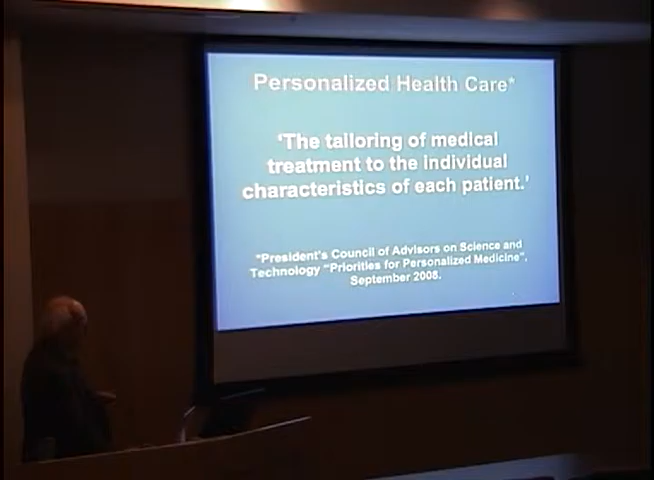 Personalized Health Care*
‘The tailoring of medical
treatment to the individual
characteristics of each patient.’
*President's Council of Advisors on Science and
Technology “Priorities for Personalized Medicine”,
September 2008.